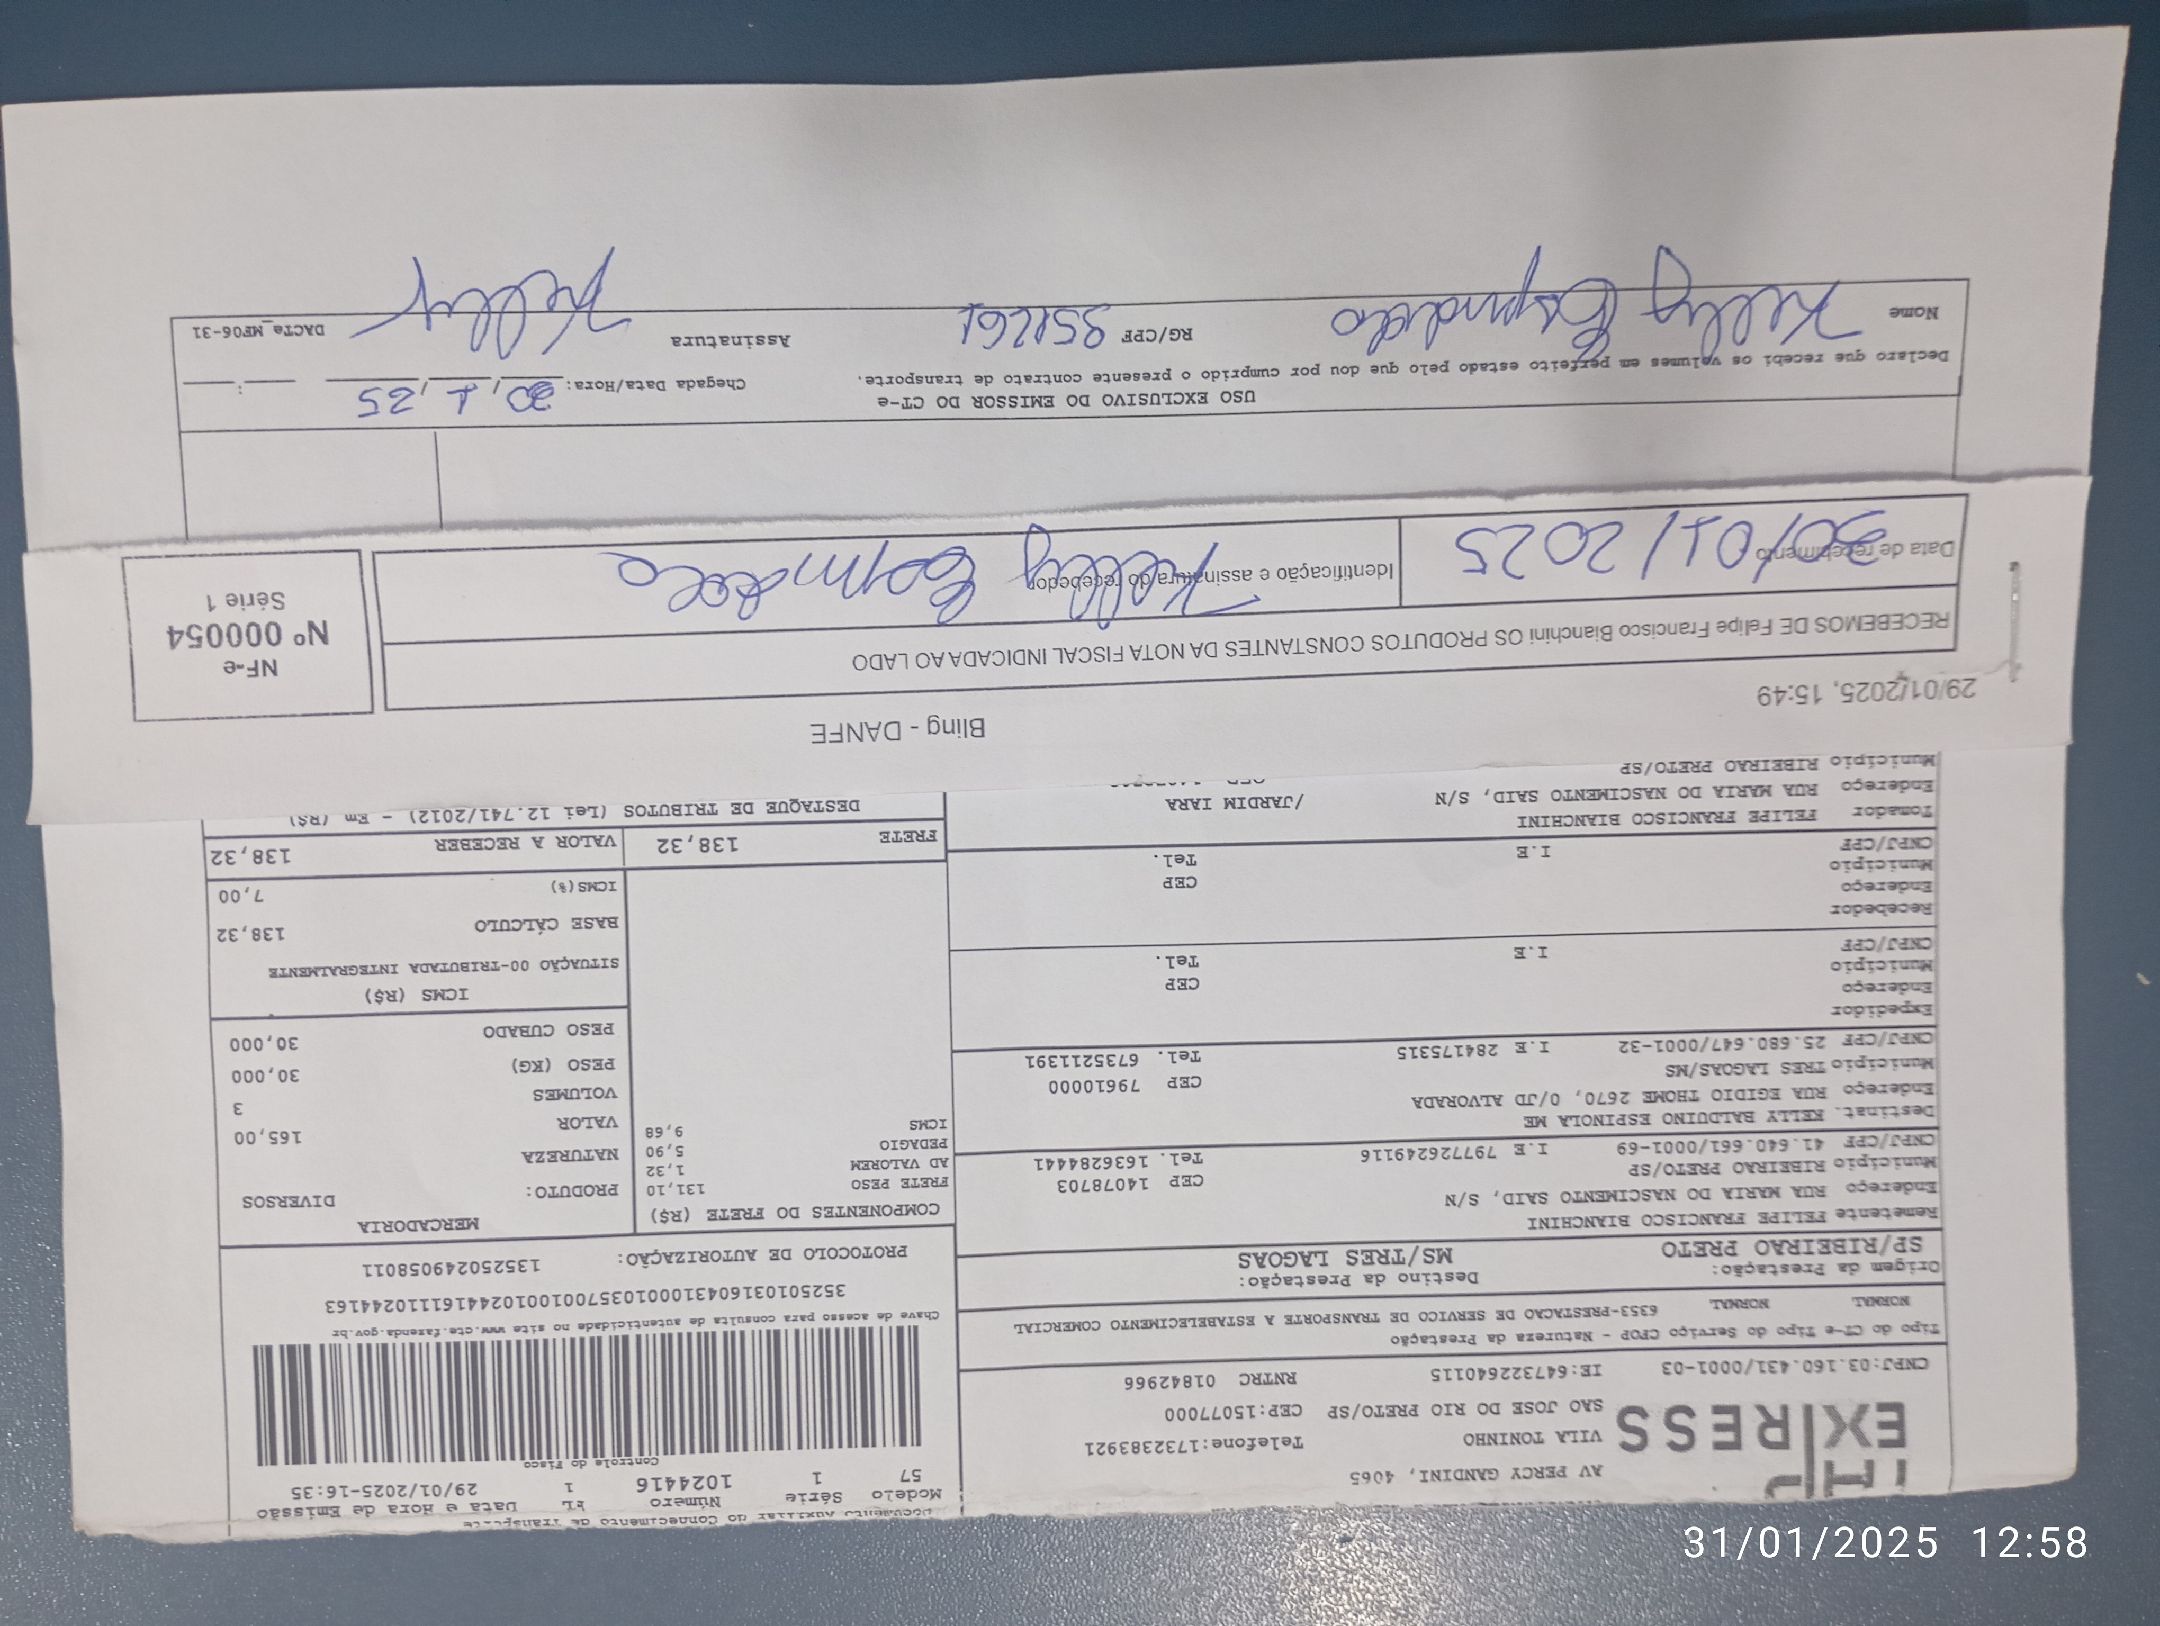 Documento Auxiliar do Conhecimento de Transporte
Modelo Série Número FL Data e Hora de Emissão
57 1 1024416 1 29/01/2025-16:35
Controle do Fisco
EXPRESS
AV PERCY GANDINI, 4065
VILA TONINHO Telefone:1732383921
SAO JOSE DO RIO PRETO/SP CEP:15077000
CNPJ:03.160.431/0001-03 IE:647322640115 RNTRC 01842966
Chave de acesso para consulta de autenticidade no site www.cte.fazenda.gov.br
352501031604310001035700100102441611110244163
PROTOCOLO DE AUTORIZAÇÃO: 135250249058011
Tipo do CT-e Tipo do Serviço CFOP - Natureza da Prestação
NORMAL NORMAL 6353-PRESTACAO DE SERVICO DE TRANSPORTE A ESTABELECIMENTO COMERCIAL
Origem da Prestação: Destino da Prestação:
SP/RIBEIRAO PRETO MS/TRES LAGOAS
Remetente FELIPE FRANCISCO BIANCHINI
Endereço RUA MARIA DO NASCIMENTO SAID, S/N
Município RIBEIRAO PRETO/SP CEP 14078703
CNPJ/CPF 41.640.661/0001-69 I.E 797726249116 Tel. 1636284441
Destinat. KELLY BALDUINO ESPINOLA ME
Endereço RUA EGIDIO THOME 2670, 0/JD ALVORADA
Município TRES LAGOAS/MS CEP 79610000
CNPJ/CPF 25.680.647/0001-32 I.E 284175315 Tel. 6735211391
Expedidor
Endereço
Município CEP
CNPJ/CPF I.E Tel.
Recebedor
Endereço
Município CEP
CNPJ/CPF I.E Tel.
Tomador FELIPE FRANCISCO BIANCHINI
Endereço RUA MARIA DO NASCIMENTO SAID, S/N /JARDIM IARA
Município RIBEIRAO PRETO/SP
COMPONENTES DO FRETE (R$)
FRETE PESO 131,10
AD VALOREM 1,32
PEDAGIO 5,90
ICMS 9,68
MERCADORIA
PRODUTO: DIVERSOS
NATUREZA
VALOR 165,00
VOLUMES 3
PESO (KG) 30,000
PESO CUBADO 30,000
ICMS (R$)
SITUAÇÃO 00-TRIBUTADA INTEGRALMENTE
BASE CÁLCULO 138,32
ICMS(%) 7,00
FRETE 138,32 VALOR A RECEBER 138,32
DESTAQUE DE TRIBUTOS (Lei 12.741/2012) - Em (R$)
29/01/2025, 15:49 Bling - DANFE
RECEBEMOS DE Felipe Francisco Bianchini OS PRODUTOS CONSTANTES DA NOTA FISCAL INDICADA AO LADO
Data de recebimento 30/01/2025
Identificação e assinatura do recebedor Kelly Espindola
NF-e
Nº 000054
Série 1
USO EXCLUSIVO DO EMISSOR DO CT-e
Declaro que recebi os volumes em perfeito estado pelo que dou por cumprido o presente contrato de transporte.
Chegada Data/Hora: 30, 1, 25 :
Nome Kelly Espindola RG/CPF Assinatura Kelly
DACTe_MF06-31
31/01/2025 12:58